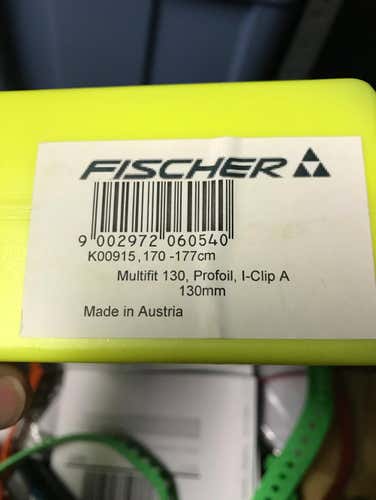 FISCHER
9 002972 060540
K00915, 170 -177cm
Multifit 130, Profoil, I-Clip A
130mm
Made in Austria